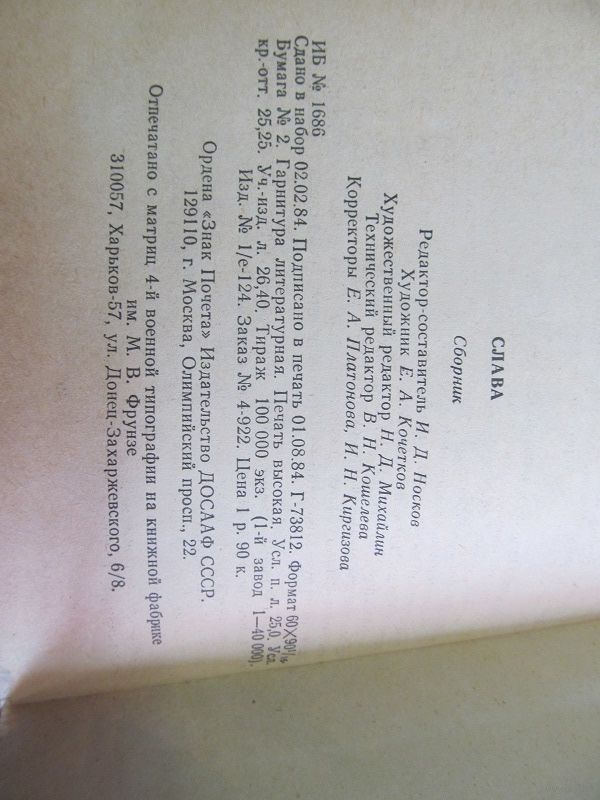 СЛАВА
Сборник
Редактор-составитель И. Д. Носков
Художник Е. А. Кочетков
Художественный редактор Н. Д. Михайлин
Технический редактор В. Н. Кошелева
Корректоры Е. А. Платонова, И. Н. Киргизова
ИБ № 1686
Сдано в набор 02.02.84. Подписано в печать 01.08.84. Г-73812. Формат 60×90¹/₁₆
Бумага № 2. Гарнитура литературная. Печать высокая. Усл. п. л. 25,0. Усл.
кр.-отт. 25,25. Уч.-изд. л. 26,40. Тираж 100 000 экз. (1-й завод 1—40 000).
Изд. № 1/е-124. Заказ № 4-922. Цена 1 р. 90 к.
Ордена «Знак Почета» Издательство ДОСААФ СССР.
129110, г. Москва, Олимпийский просп., 22.
Отпечатано с матриц 4-й военной типографии на книжной фабрике
им. М. В. Фрунзе
310057, Харьков-57, ул. Донец-Захаржевского, 6/8.